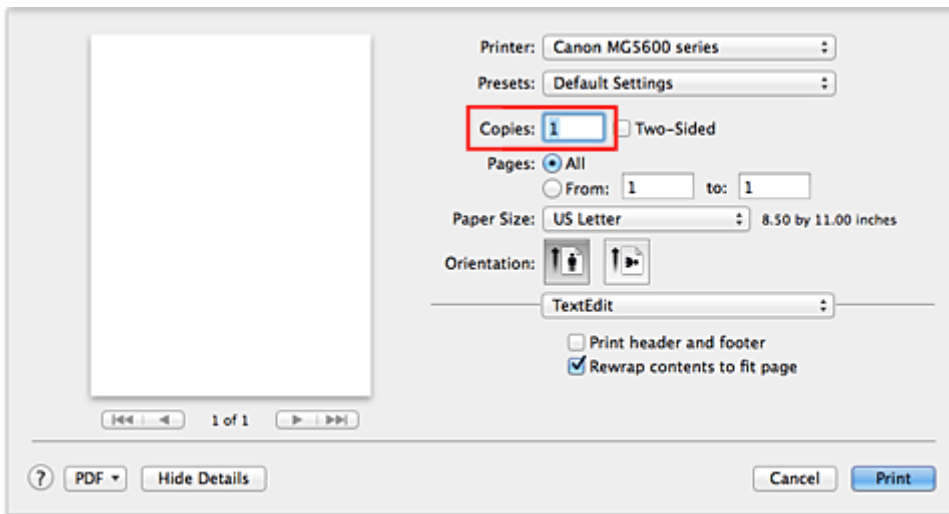 Printer: Canon MG5600 series
Presets: Default Settings
Copies: 1 Two-Sided
Pages: All
From: 1 to: 1
Paper Size: US Letter 8.50 by 11.00 inches
Orientation:
TextEdit
Print header and footer
Rewrap contents to fit page
1 of 1
? PDF Hide Details Cancel Print